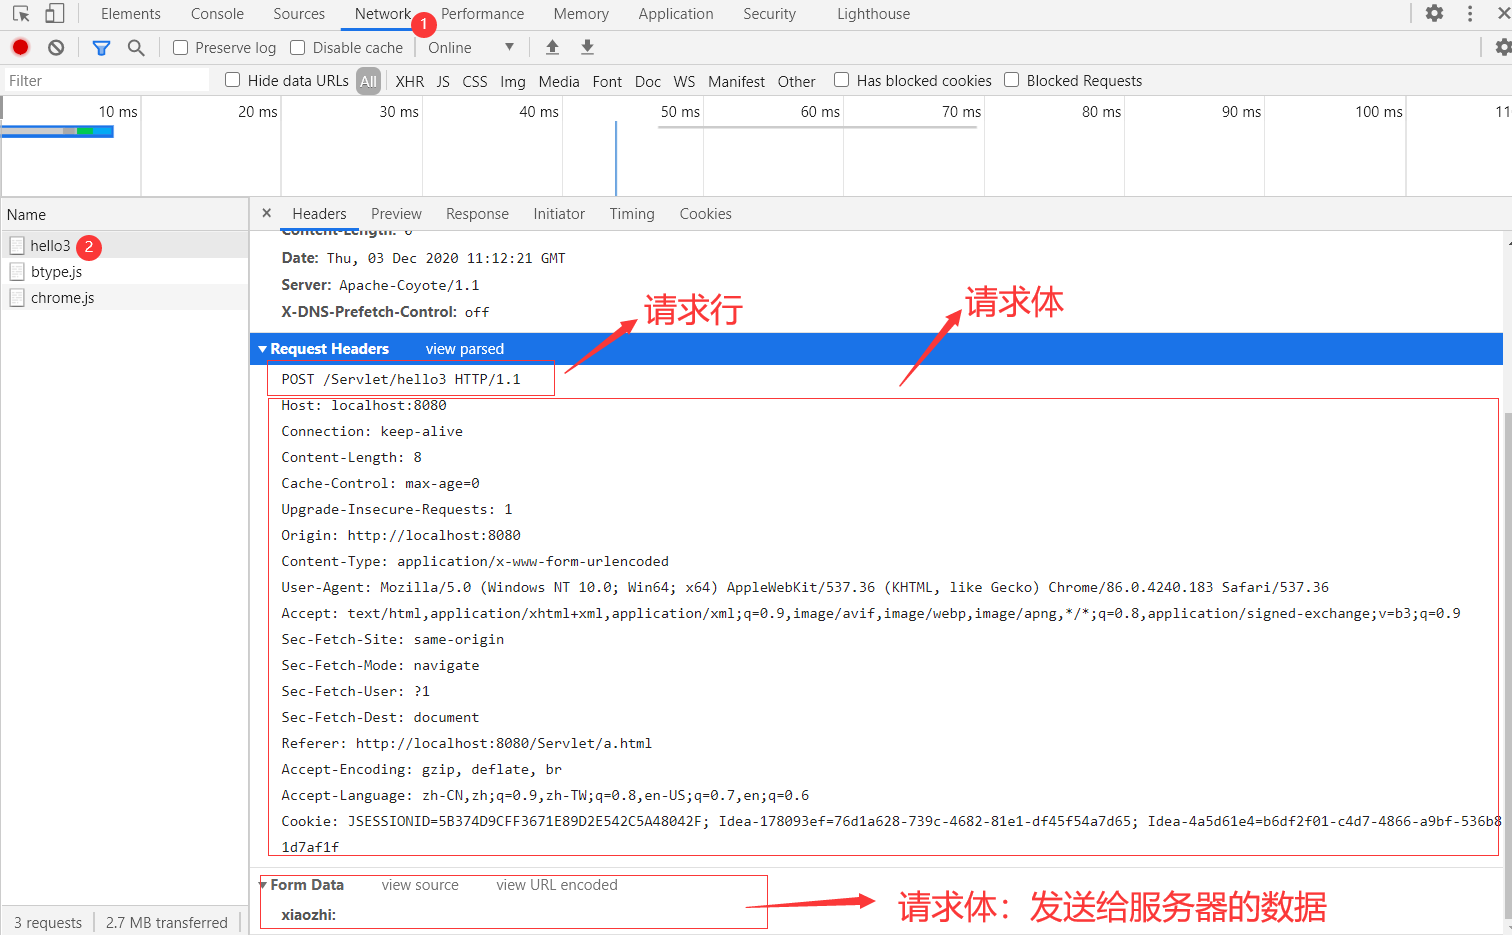 Elements Console Sources Network Performance Memory Application Security Lighthouse
1
Preserve log Disable cache Online
Filter Hide data URLs All XHR JS CSS Img Media Font Doc WS Manifest Other Has blocked cookies Blocked Requests
10 ms 20 ms 30 ms 40 ms 50 ms 60 ms 70 ms 80 ms 90 ms 100 ms 11
Name
hello3 2
btype.js
chrome.js
× Headers Preview Response Initiator Timing Cookies
Content-Length: 0
Date: Thu, 03 Dec 2020 11:12:21 GMT
Server: Apache-Coyote/1.1
X-DNS-Prefetch-Control: off
请求行
请求体
Request Headers view parsed
POST /Servlet/hello3 HTTP/1.1
Host: localhost:8080
Connection: keep-alive
Content-Length: 8
Cache-Control: max-age=0
Upgrade-Insecure-Requests: 1
Origin: http://localhost:8080
Content-Type: application/x-www-form-urlencoded
User-Agent: Mozilla/5.0 (Windows NT 10.0; Win64; x64) AppleWebKit/537.36 (KHTML, like Gecko) Chrome/86.0.4240.183 Safari/537.36
Accept: text/html,application/xhtml+xml,application/xml;q=0.9,image/avif,image/webp,image/apng,*/*;q=0.8,application/signed-exchange;v=b3;q=0.9
Sec-Fetch-Site: same-origin
Sec-Fetch-Mode: navigate
Sec-Fetch-User: ?1
Sec-Fetch-Dest: document
Referer: http://localhost:8080/Servlet/a.html
Accept-Encoding: gzip, deflate, br
Accept-Language: zh-CN,zh;q=0.9,zh-TW;q=0.8,en-US;q=0.7,en;q=0.6
Cookie: JSESSIONID=5B374D9CFF3671E89D2E542C5A48042F; Idea-178093ef=76d1a628-739c-4682-81e1-df45f54a7d65; Idea-4a5d61e4=b6df2f01-c4d7-4866-a9bf-536b8
1d7af1f
Form Data view source view URL encoded
xiaozhi:
请求体：发送给服务器的数据
3 requests 2.7 MB transferred